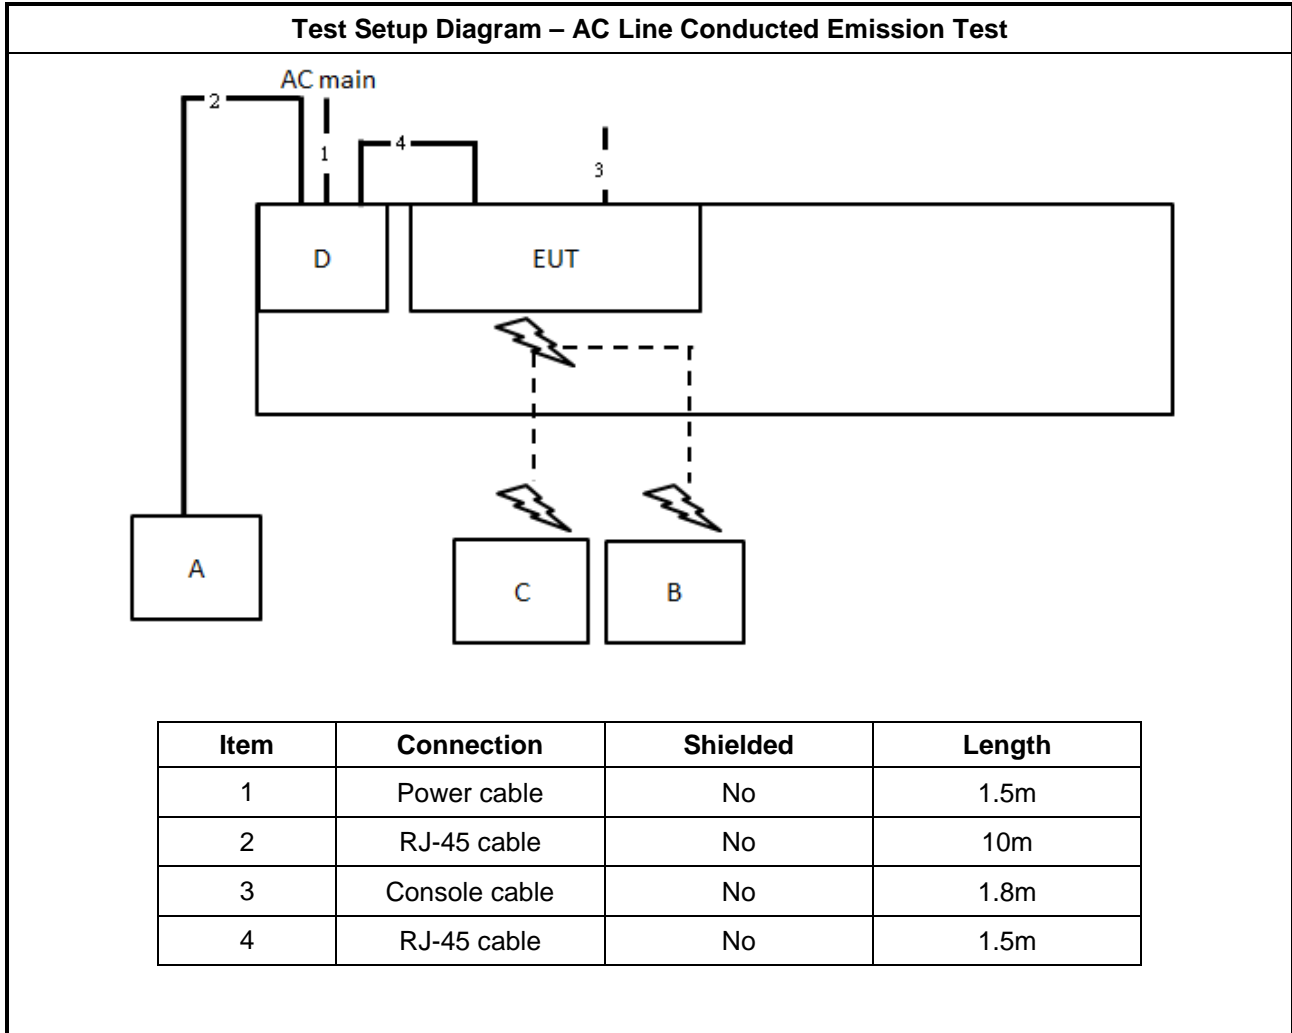 Test Setup Diagram – AC Line Conducted Emission Test
AC main
2
1
4
3
D
EUT
A
C
B
Item Connection Shielded Length
1 Power cable No 1.5m
2 RJ-45 cable No 10m
3 Console cable No 1.8m
4 RJ-45 cable No 1.5m